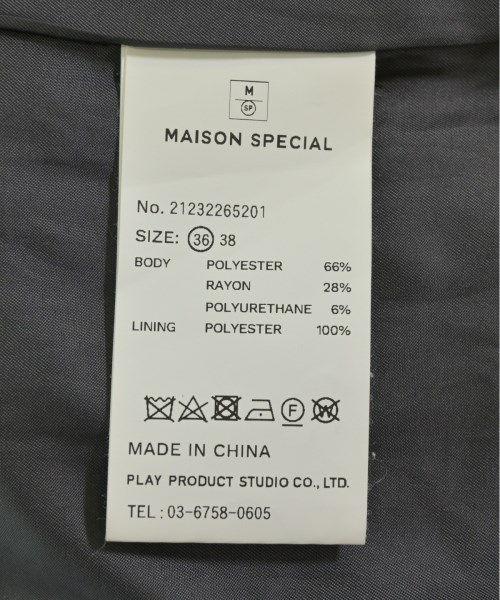 M
SP
MAISON SPECIAL
No. 21232265201
SIZE: 36 38
BODY POLYESTER 66%
RAYON 28%
POLYURETHANE 6%
LINING POLYESTER 100%
F W
MADE IN CHINA
PLAY PRODUCT STUDIO CO., LTD.
TEL : 03-6758-0605